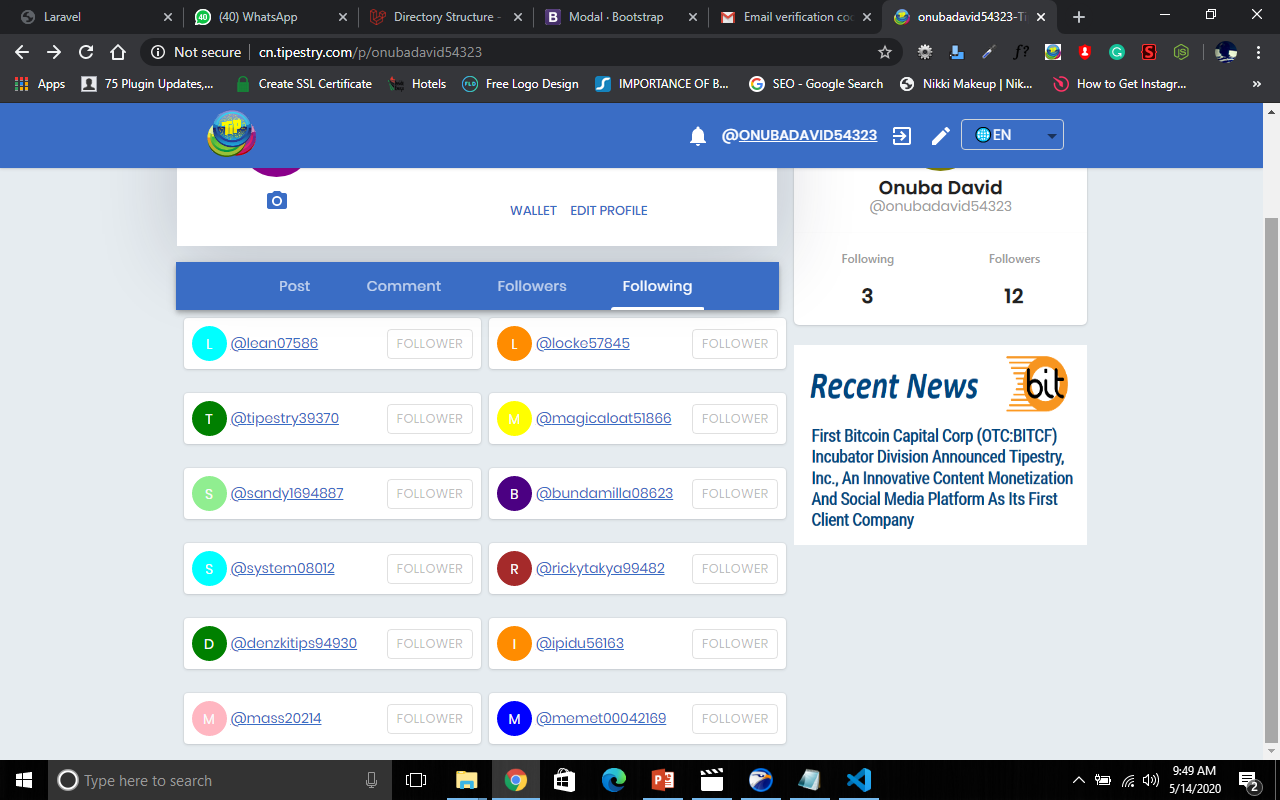 Laravel
(40) WhatsApp
Directory Structure -
Modal · Bootstrap
Email verification co
onubadavid54323-Ti
Not secure
cn.tipestry.com/p/onubadavid54323
Apps
75 Plugin Updates,...
Create SSL Certificate
Hotels
Free Logo Design
IMPORTANCE OF B...
SEO - Google Search
Nikki Makeup | Nik...
How to Get Instagr...
»
@ONUBADAVID54323
EN
WALLET
EDIT PROFILE
Onuba David
@onubadavid54323
Following
Followers
3
12
Post
Comment
Followers
Following
L @lean07586 FOLLOWER
L @locke57845 FOLLOWER
T @tipestry39370 FOLLOWER
M @magicaloat51866 FOLLOWER
S @sandy1694887 FOLLOWER
B @bundamilla08623 FOLLOWER
S @system08012 FOLLOWER
R @rickytakya99482 FOLLOWER
D @denzkitips94930 FOLLOWER
I @ipidu56163 FOLLOWER
M @mass20214 FOLLOWER
M @memet00042169 FOLLOWER
Recent News
bit
First Bitcoin Capital Corp (OTC:BITCF)
Incubator Division Announced Tipestry,
Inc., An Innovative Content Monetization
And Social Media Platform As Its First
Client Company
Type here to search
9:49 AM
5/14/2020
2